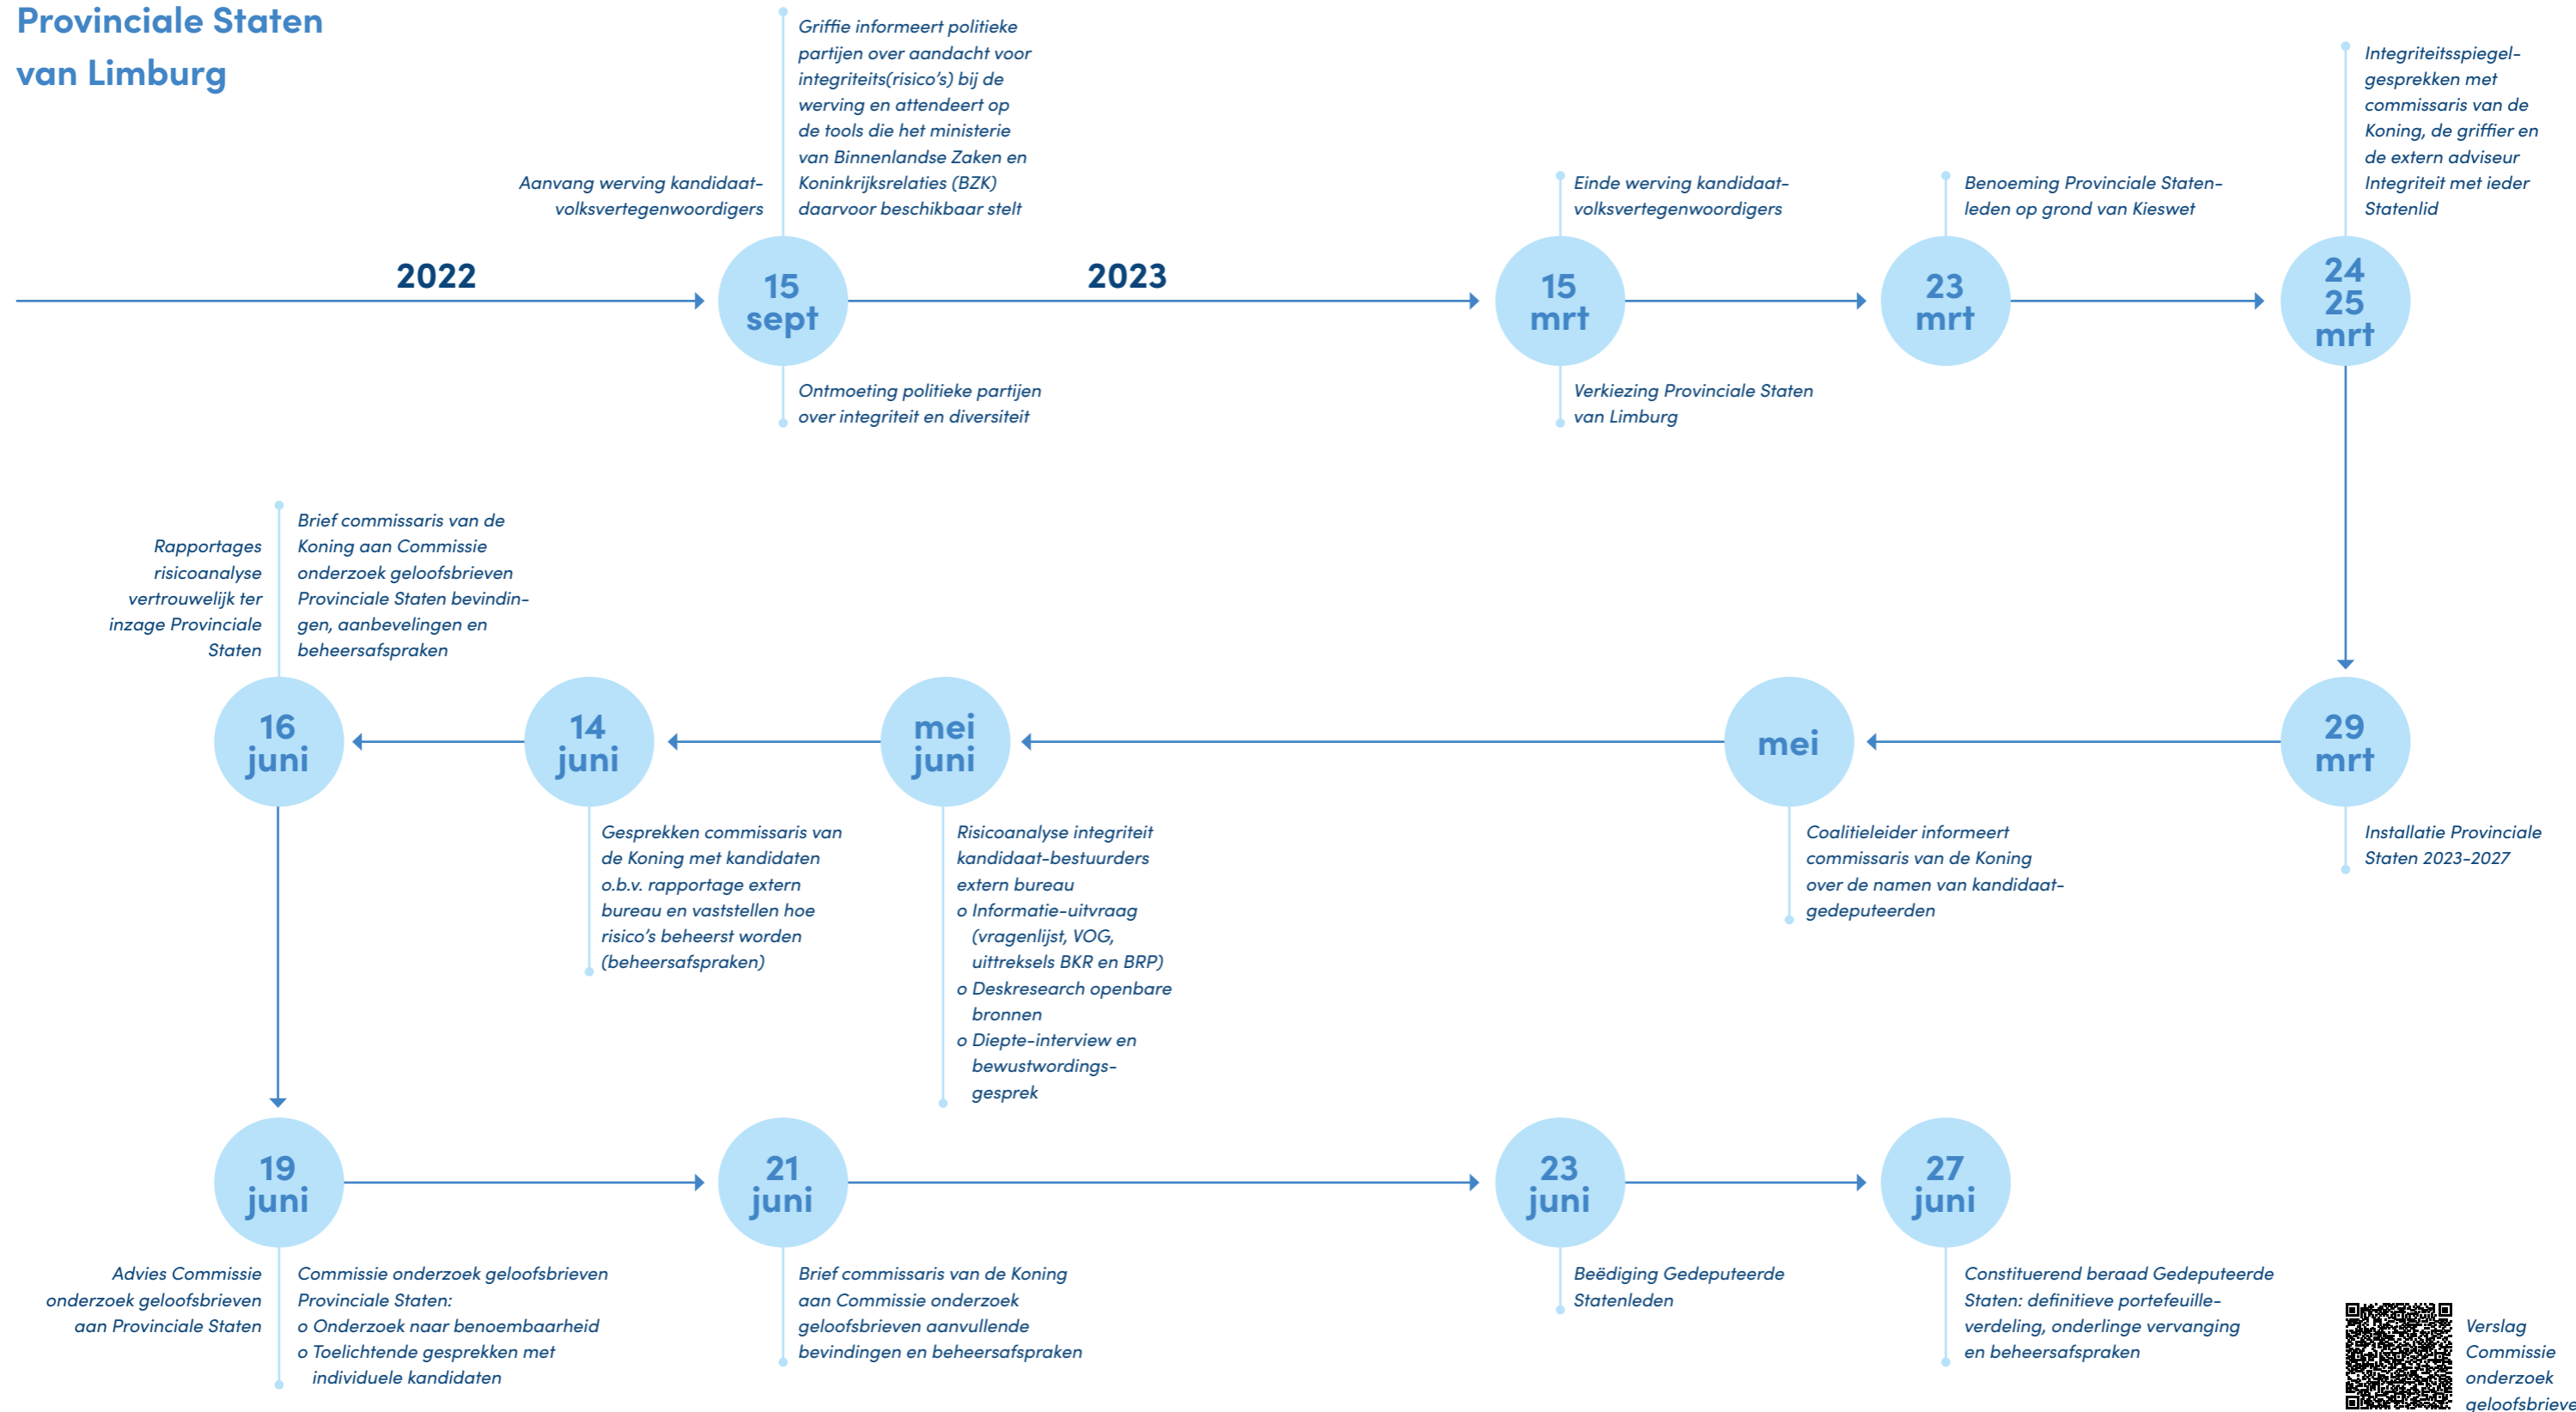 Provinciale Staten
van Limburg
Aanvang werving kandidaat-
volksvertegenwoordigers
Griffie informeert politieke
partijen over aandacht voor
integriteits(risico's) bij de
werving en attendeert op
de tools die het ministerie
van Binnenlandse Zaken en
Koninkrijksrelaties (BZK)
daarvoor beschikbaar stelt
Einde werving kandidaat-
volksvertegenwoordigers
Benoeming Provinciale Staten-
leden op grond van Kieswet
Integriteitsspiegel-
gesprekken met
commissaris van de
Koning, de griffier en
de extern adviseur
Integriteit met ieder
Statenlid
2022
15
sept
2023
15
mrt
23
mrt
24
25
mrt
Ontmoeting politieke partijen
over integriteit en diversiteit
Verkiezing Provinciale Staten
van Limburg
Rapportages
risicoanalyse
vertrouwelijk ter
inzage Provinciale
Staten
Brief commissaris van de
Koning aan Commissie
onderzoek geloofsbrieven
Provinciale Staten bevindin-
gen, aanbevelingen en
beheersafspraken
16
juni
14
juni
mei
juni
mei
29
mrt
Gesprekken commissaris van
de Koning met kandidaten
o.b.v. rapportage extern
bureau en vaststellen hoe
risico's beheerst worden
(beheersafspraken)
Risicoanalyse integriteit
kandidaat-bestuurders
extern bureau
o Informatie-uitvraag
(vragenlijst, VOG,
uittreksels BKR en BRP)
o Deskresearch openbare
bronnen
o Diepte-interview en
bewustwordings-
gesprek
Coalitieleider informeert
commissaris van de Koning
over de namen van kandidaat-
gedeputeerden
Installatie Provinciale
Staten 2023-2027
19
juni
21
juni
23
juni
27
juni
Advies Commissie
onderzoek geloofsbrieven
aan Provinciale Staten
Commissie onderzoek geloofsbrieven
Provinciale Staten:
o Onderzoek naar benoembaarheid
o Toelichtende gesprekken met
individuele kandidaten
Brief commissaris van de Koning
aan Commissie onderzoek
geloofsbrieven aanvullende
bevindingen en beheersafspraken
Beëdiging Gedeputeerde
Statenleden
Constituerend beraad Gedeputeerde
Staten: definitieve portefeuille-
verdeling, onderlinge vervanging
en beheersafspraken
Verslag
Commissie
onderzoek